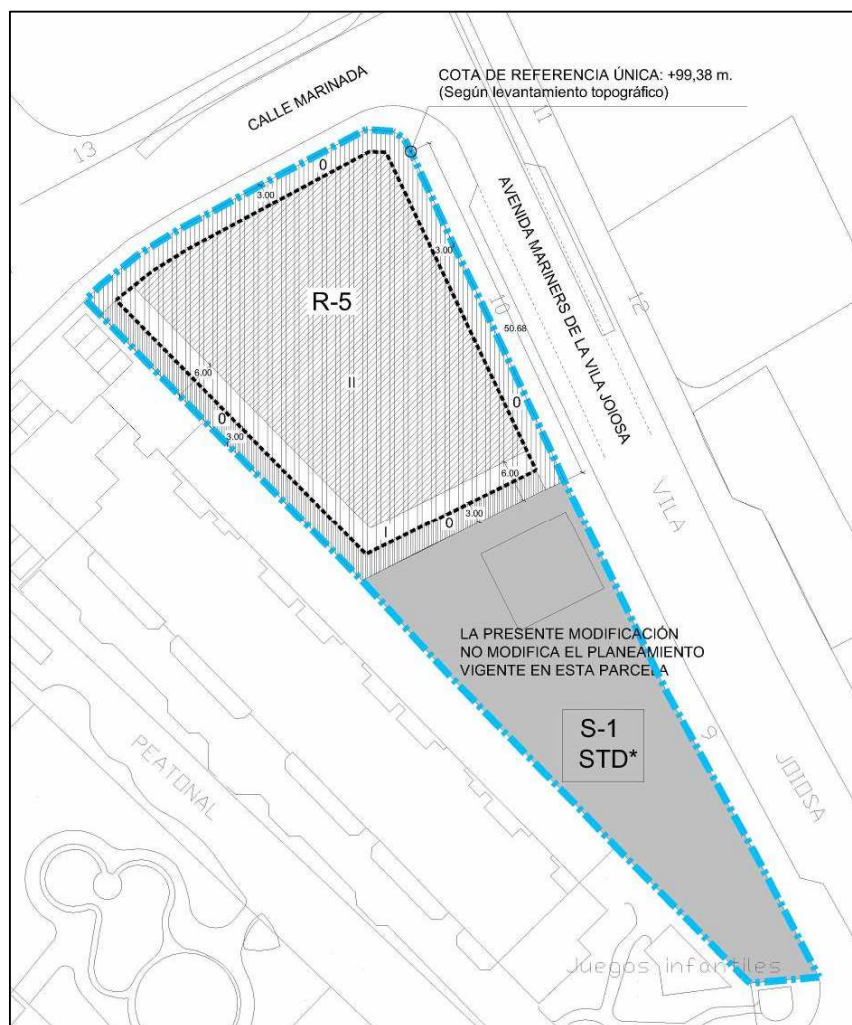 COTA DE REFERENCIA ÚNICA: +99,38 m.
(Según levantamiento topográfico)
CALLE MARINADA
11
13
0
3.00
AVENIDA MARINERS DE LA VILA JOIOSA
3.00
R-5
10
12
50.68
II
6.00
0
0
3.00
6.00
3.00
0
I
VILA
LA PRESENTE MODIFICACIÓN
NO MODIFICA EL PLANEAMIENTO
VIGENTE EN ESTA PARCELA
S-1
STD*
9
PEATONAL
JOIOSA
Juegos infantiles